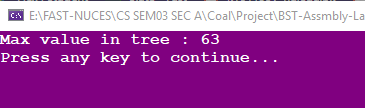 E:\FAST-NUCES\CS SEM03 SEC A\Coal\Project\BST-Assmbly-La
Max value in tree : 63
Press any key to continue...